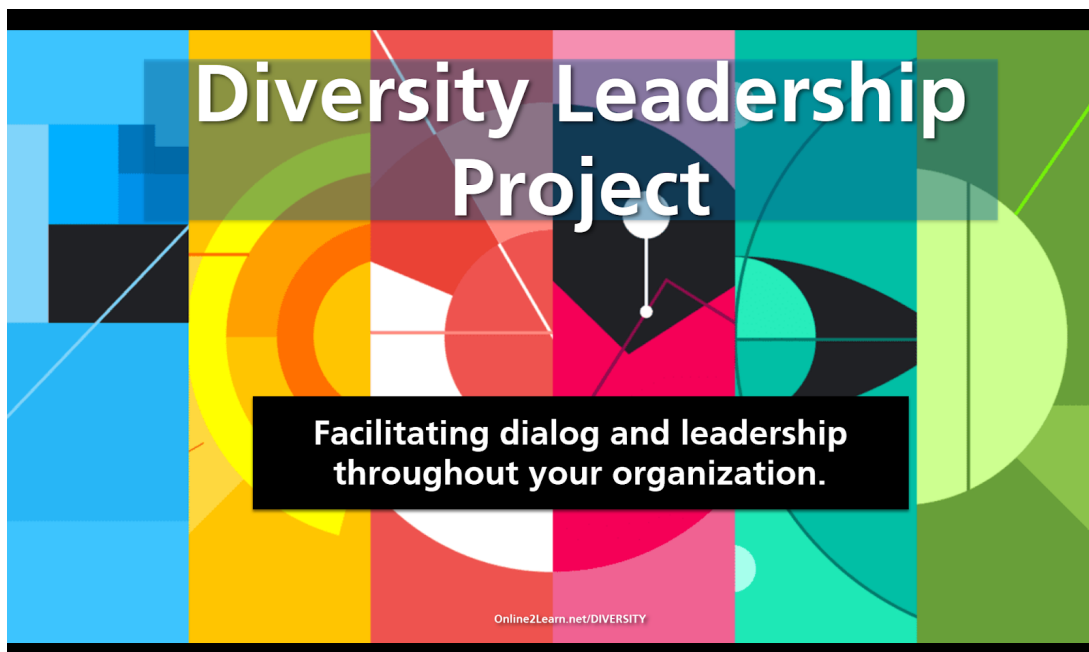 Diversity Leadership
Project
Facilitating dialog and leadership
throughout your organization.
Online2Learn.net/DIVERSITY